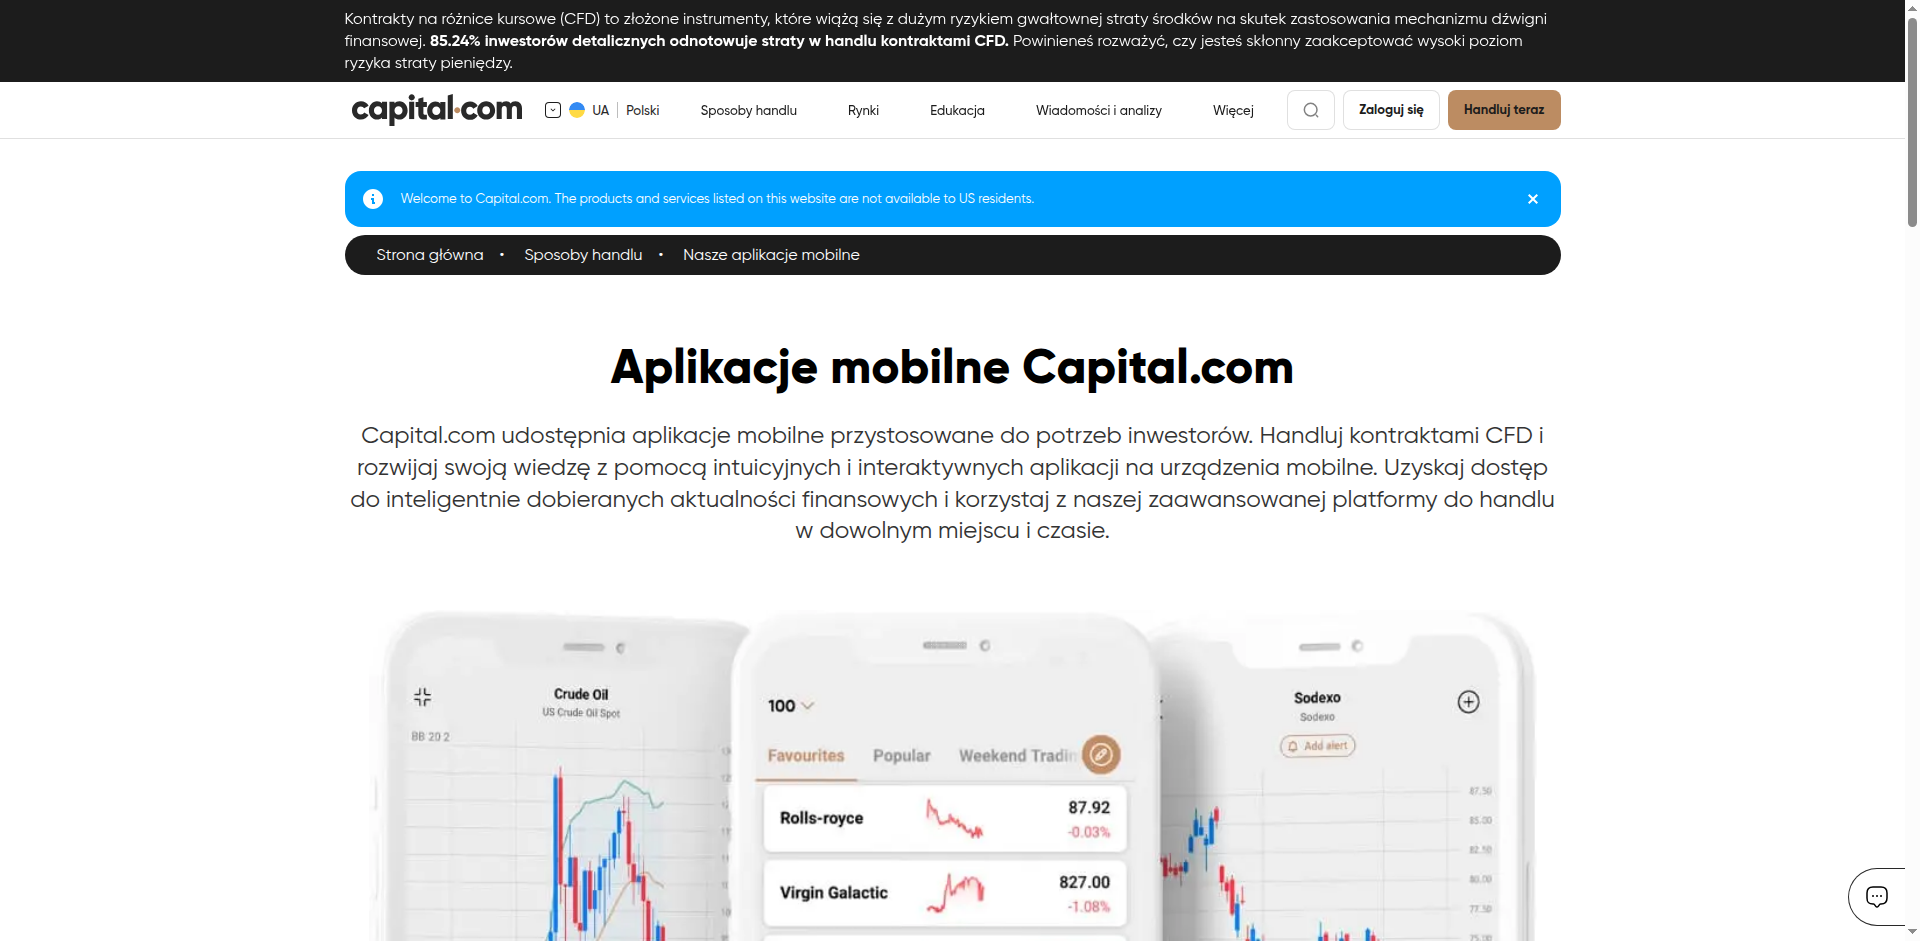 Kontrakty na różnice kursowe (CFD) to złożone instrumenty, które wiążą się z dużym ryzykiem gwałtownej straty środków na skutek zastosowania mechanizmu dźwigni
finansowej. 85.24% inwestorów detalicznych odnotowuje straty w handlu kontraktami CFD. Powinieneś rozważyć, czy jesteś skłonny zaakceptować wysoki poziom
ryzyka straty pieniędzy.
capital.com UA Polski Sposoby handlu Rynki Edukacja Wiadomości i analizy Więcej Zaloguj się Handluj teraz
Welcome to Capital.com. The products and services listed on this website are not available to US residents.
Strona główna • Sposoby handlu • Nasze aplikacje mobilne
Aplikacje mobilne Capital.com
Capital.com udostępnia aplikacje mobilne przystosowane do potrzeb inwestorów. Handluj kontraktami CFD i
rozwijaj swoją wiedzę z pomocą intuicyjnych i interaktywnych aplikacji na urządzenia mobilne. Uzyskaj dostęp
do inteligentnie dobieranych aktualności finansowych i korzystaj z naszej zaawansowanej platformy do handlu
w dowolnym miejscu i czasie.
Crude Oil
US Crude Oil Spot
BB 20 2
100
Favourites Popular Weekend Tradin
Rolls-royce 87.92
-0.03%
Virgin Galactic 827.00
-1.08%
Sodexo
Sodexo
Add alert
87.50
85.00
82.50
80.00
77.50
75.00